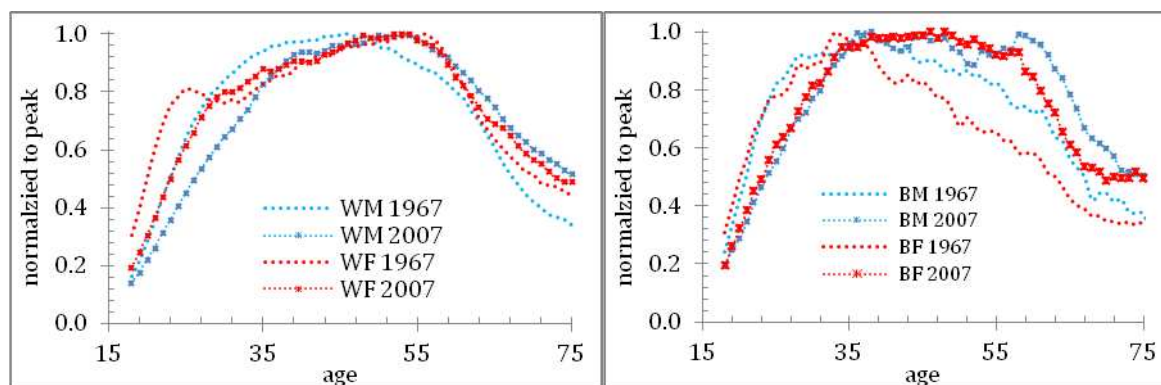 normalzied to peak
1.0
0.8
0.6
0.4
0.2
0.0
WM 1967
WM 2007
WF 1967
WF 2007
15 35 55 75
age
normalzied to peak
1.0
0.8
0.6
0.4
0.2
0.0
BM 1967
BM 2007
BF 1967
BF 2007
15 35 55 75
age